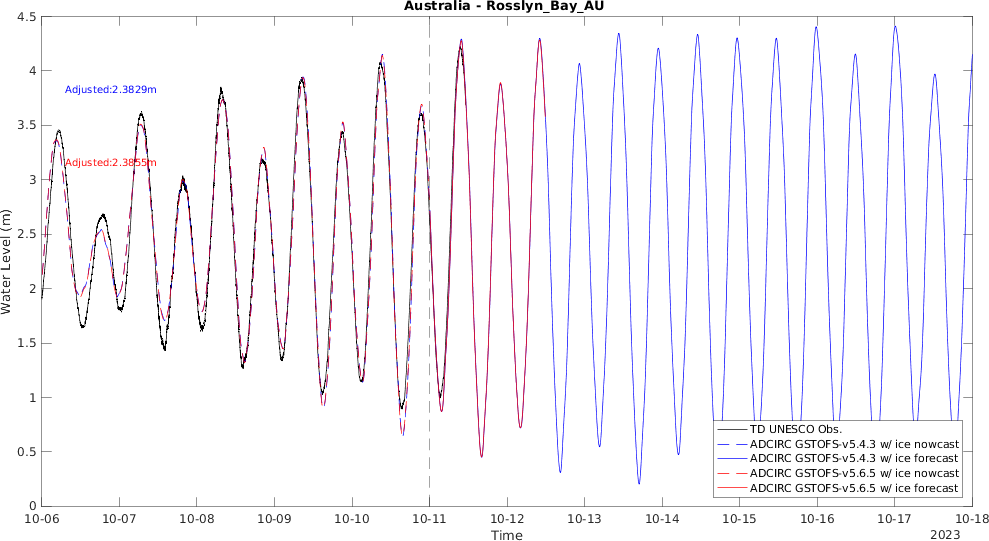 Australia - Rosslyn_Bay_AU
4.5
4
3.5
3
2.5
2
1.5
1
0.5
0
Water Level (m)
Adjusted:2.3829m
Adjusted:2.3855m
TD UNESCO Obs.
ADCIRC GSTOFS-v5.4.3 w/ ice nowcast
ADCIRC GSTOFS-v5.4.3 w/ ice forecast
ADCIRC GSTOFS-v5.6.5 w/ ice nowcast
ADCIRC GSTOFS-v5.6.5 w/ ice forecast
10-06 10-07 10-08 10-09 10-10 10-11 10-12 10-13 10-14 10-15 10-16 10-17 10-18
Time
2023